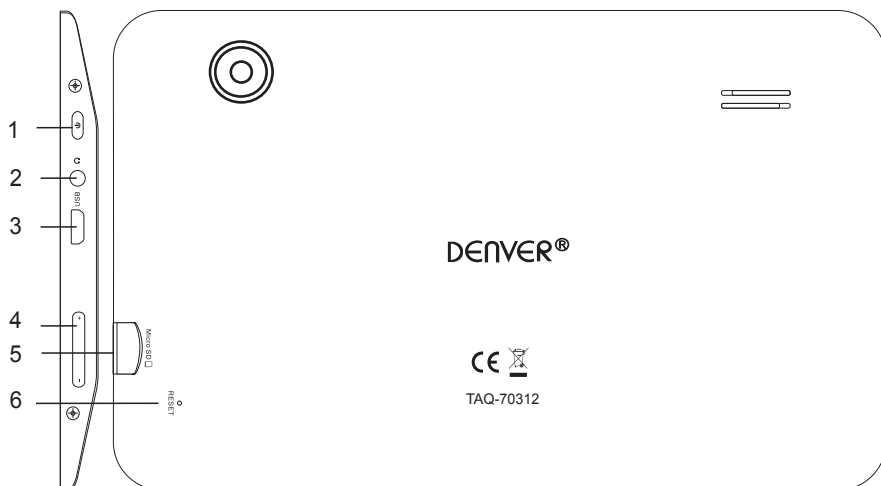 1
2
USB
3
DENVER®
4
+
Micro SD
5
-
CE
6
RESET
TAQ-70312